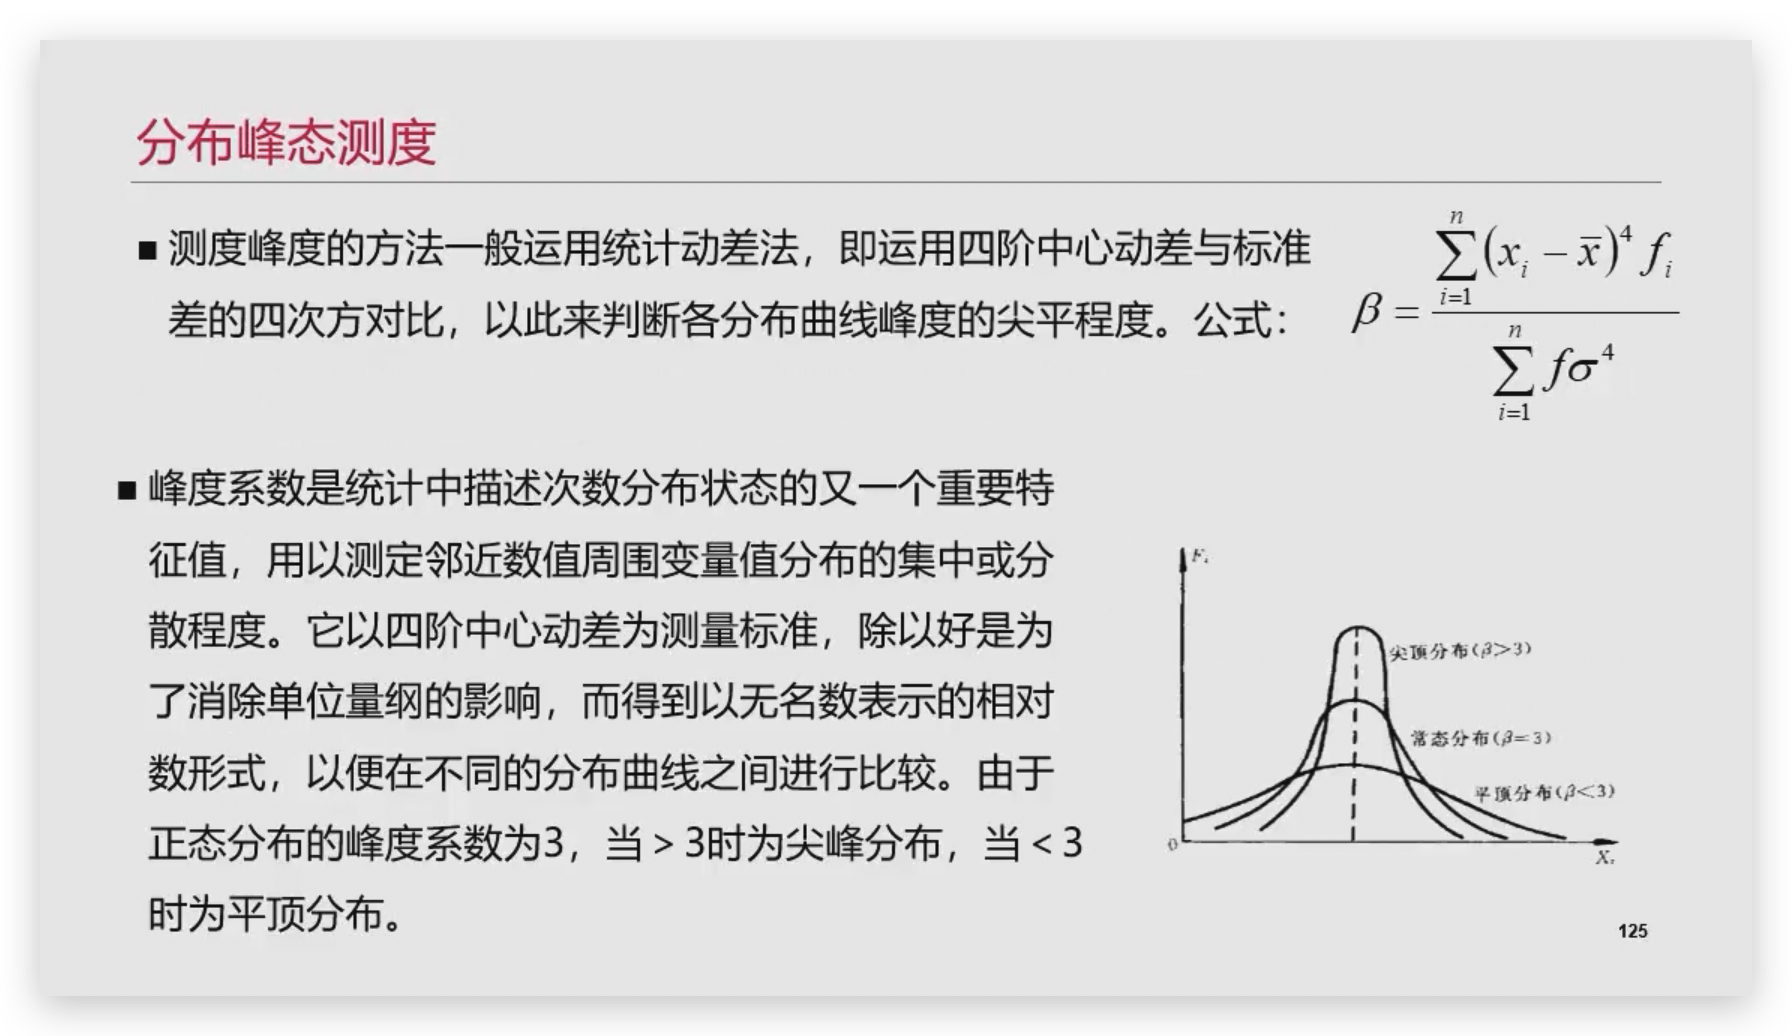 分布峰态测度
■ 测度峰度的方法一般运用统计动差法，即运用四阶中心动差与标准
差的四次方对比，以此来判断各分布曲线峰度的尖平程度。公式：
β = \frac{\sum_{i=1}^{n}(x_i - \bar{x})^4 f_i}{\sum_{i=1}^{n} fσ^4}
■ 峰度系数是统计中描述次数分布状态的又一个重要特
征值，用以测定邻近数值周围变量值分布的集中或分
散程度。它以四阶中心动差为测量标准，除以好是为
了消除单位量纲的影响，而得到以无名数表示的相对
数形式，以便在不同的分布曲线之间进行比较。由于
正态分布的峰度系数为3，当 > 3时为尖峰分布，当 < 3
时为平顶分布。
Fᵢ
尖顶分布(β>3)
常态分布(β=3)
平顶分布(β<3)
0
Xᵢ
125